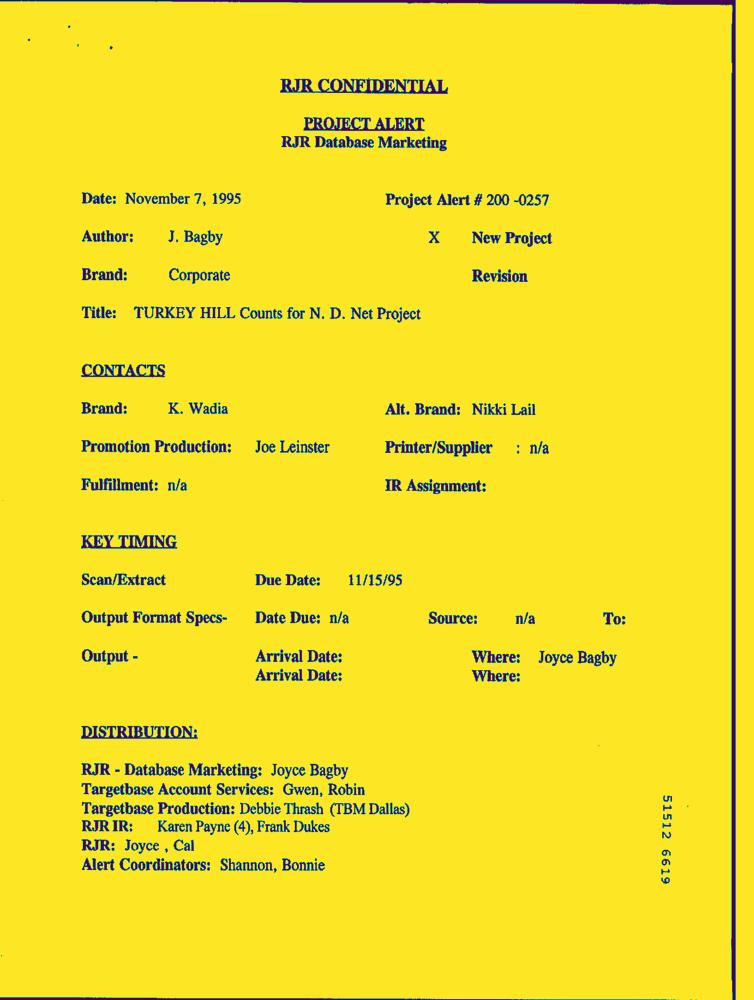 RJR CONFIDENTIAL
PROJECT ALERT
RJR Database Marketing
Date: November 7, 1995 Project Alert # 200 -0257
Author: J. Bagby X New Project
Brand: Corporate Revision
Title: TURKEY HILL Counts for N. D. Net Project
CONTACTS
Brand: K. Wadia Alt. Brand: Nikki Lail
Promotion Production: Joe Leinster Printer/Supplier : n/a
Fulfillment: n/a IR Assignment:
KEY TIMING
Scan/Extract Due Date: 11/15/95
Output Format Specs- Date Due: n/a Source: n/a To:
Output - Arrival Date: Where: Joyce Bagby
Arrival Date: Where:
DISTRIBUTION:
RJR - Database Marketing: Joyce Bagby
Targetbase Account Services: Gwen, Robin
Targetbase Production: Debbie Thrash (TBM Dallas)
RJR IR: Karen Payne (4), Frank Dukes
RJR: Joyce , Cal
Alert Coordinators: Shannon, Bonnie
51512 6619